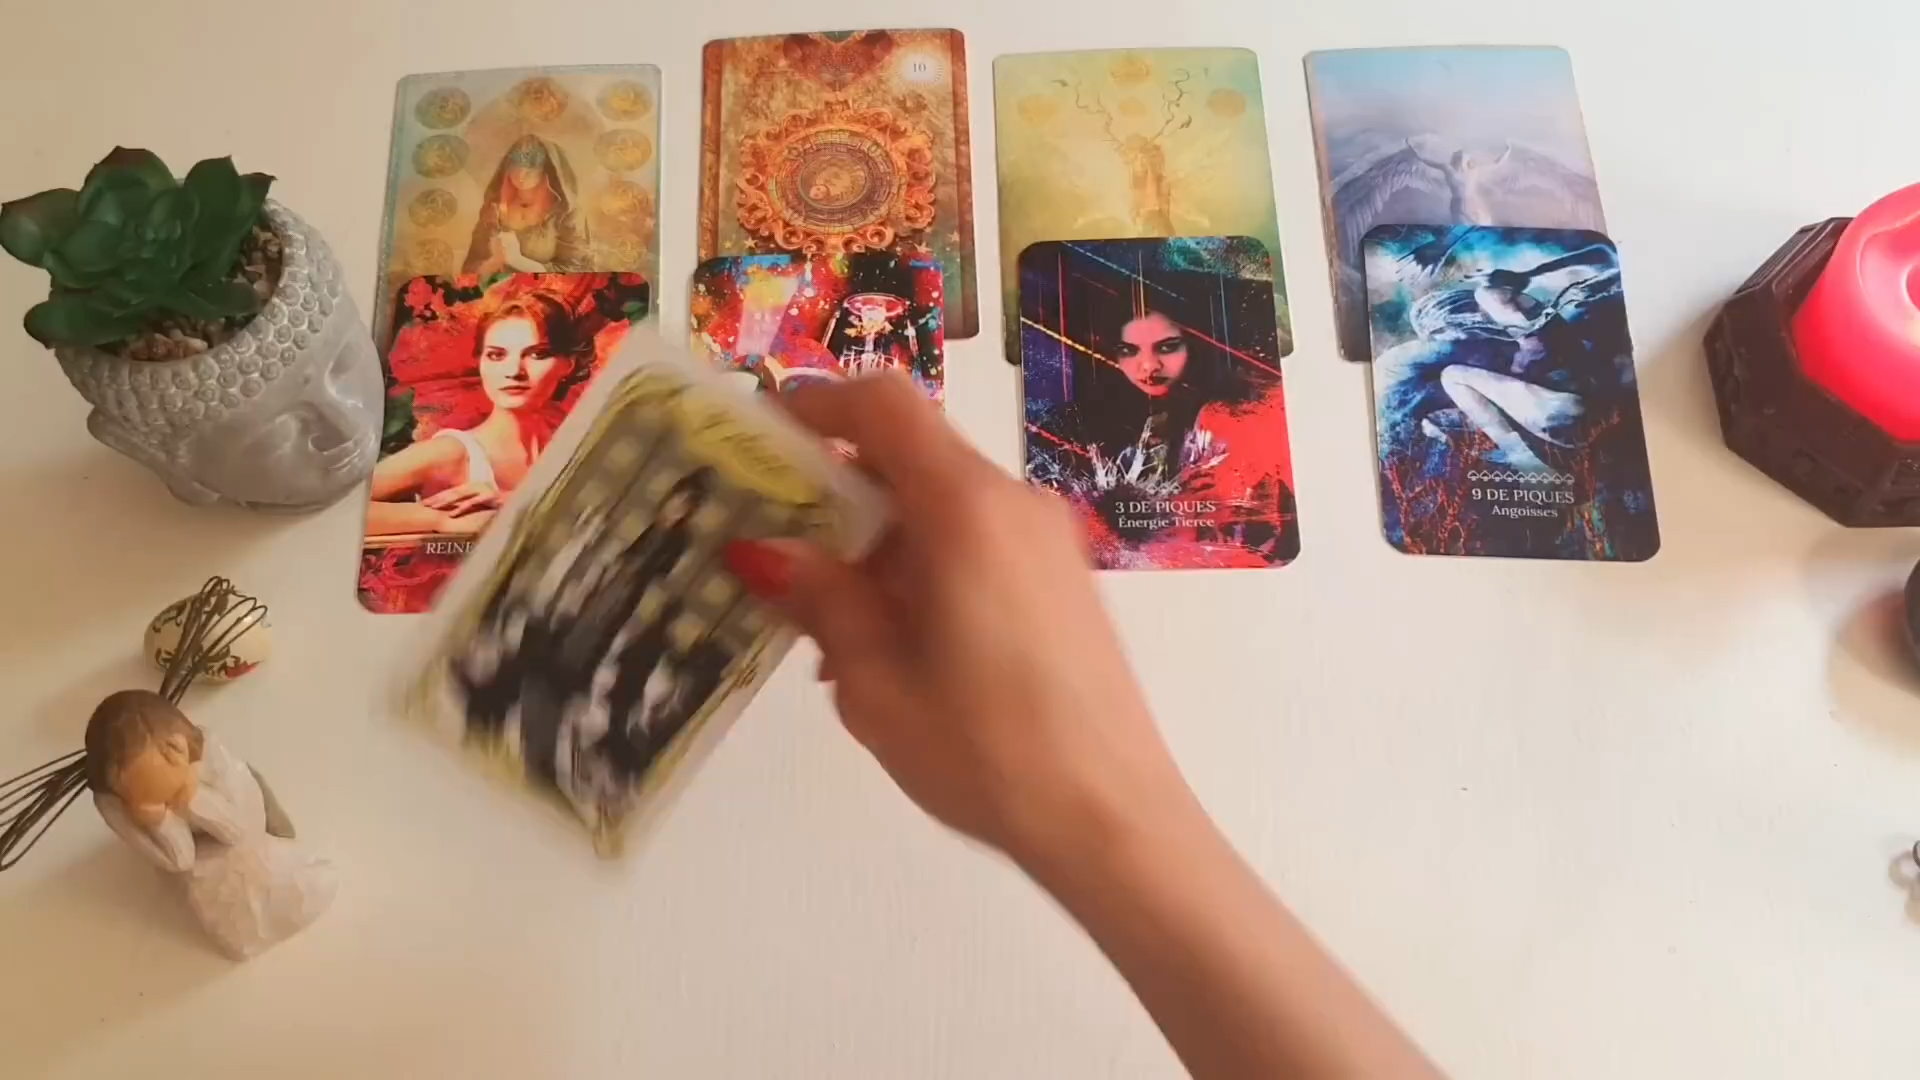 10
REINE
3 DE PIQUES
Énergie Tierce
9 DE PIQUES
Angoisses